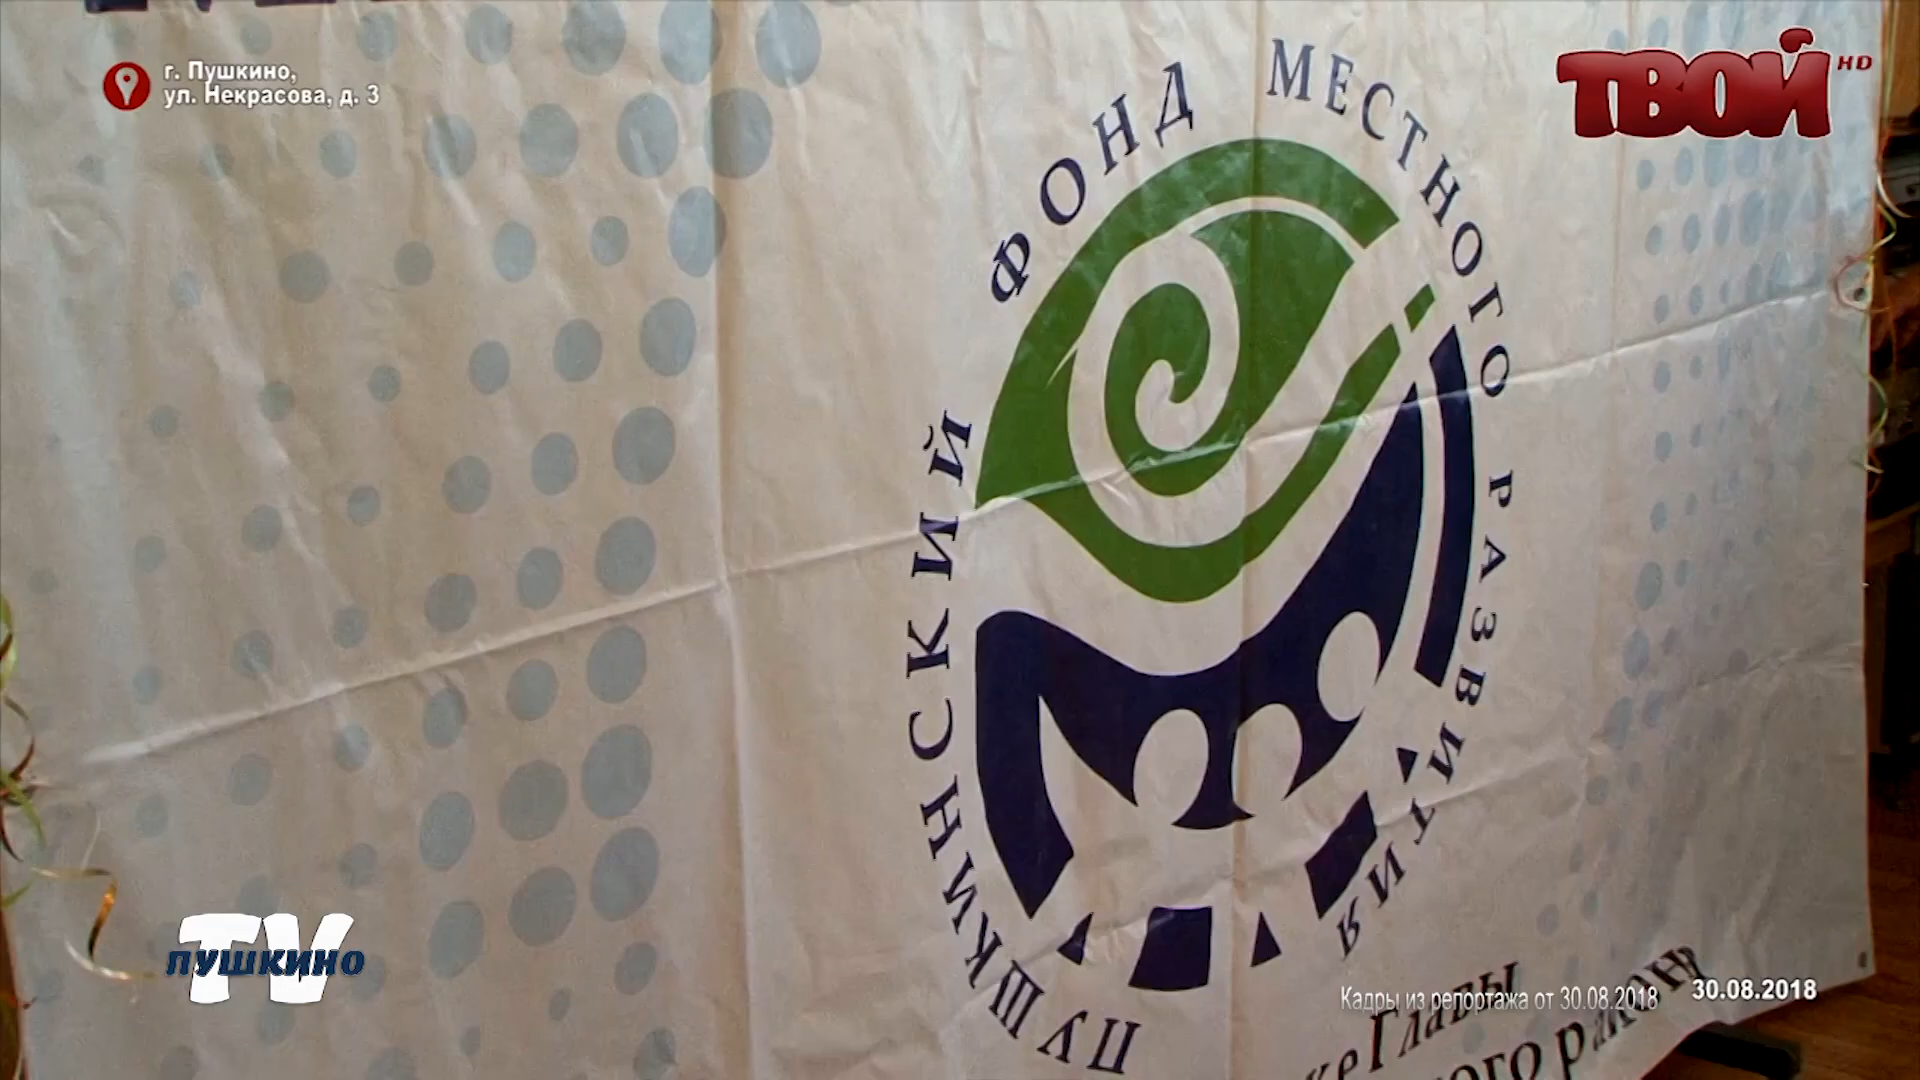 г. Пушкино,
ул. Некрасова, д. 3
ТВОЙ HD
ПУШКИНСКИЙ ФОНД МЕСТНОГО РАЗВИТИЯ
Главы
TV
ПУШКИНО
Кадры из репортажа от 30.08.2018
30.08.2018